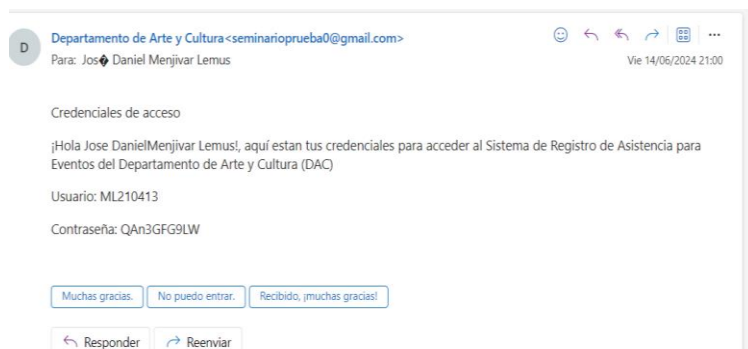 D
Departamento de Arte y Cultura<seminarioprueba0@gmail.com>
Para: Jos� Daniel Menjivar Lemus
Vie 14/06/2024 21:00
Credenciales de acceso
¡Hola Jose DanielMenjivar Lemus!, aquí estan tus credenciales para acceder al Sistema de Registro de Asistencia para
Eventos del Departamento de Arte y Cultura (DAC)
Usuario: ML210413
Contraseña: QAn3GFG9LW
Muchas gracias.
No puedo entrar.
Recibido, ¡muchas gracias!
Responder
Reenviar